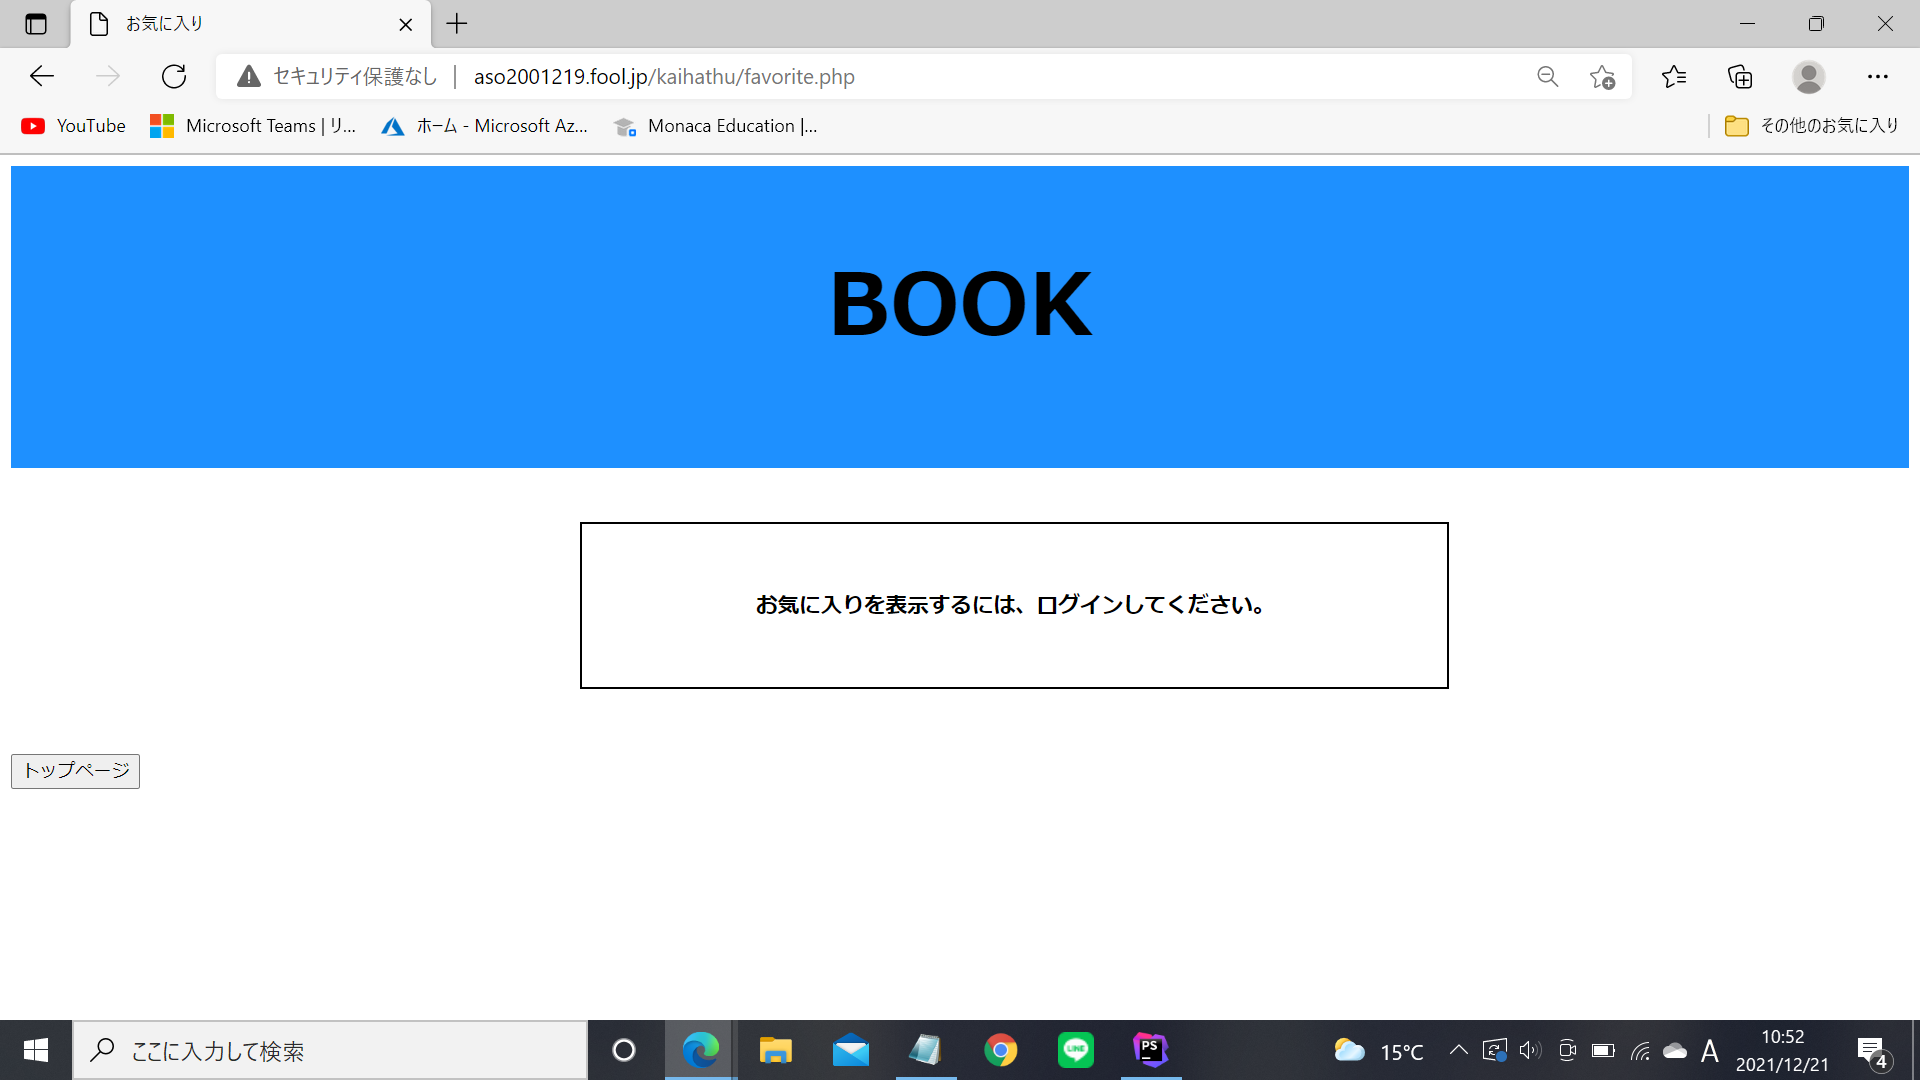 お気に入り
セキュリティ保護なし | aso2001219.fool.jp/kaihathu/favorite.php
YouTube
Microsoft Teams | リ...
ホーム - Microsoft Az...
Monaca Education |...
その他のお気に入り
BOOK
お気に入りを表示するには、ログインしてください。
トップページ
ここに入力して検索
LINE
PS
15°C
A
10:52
2021/12/21
4